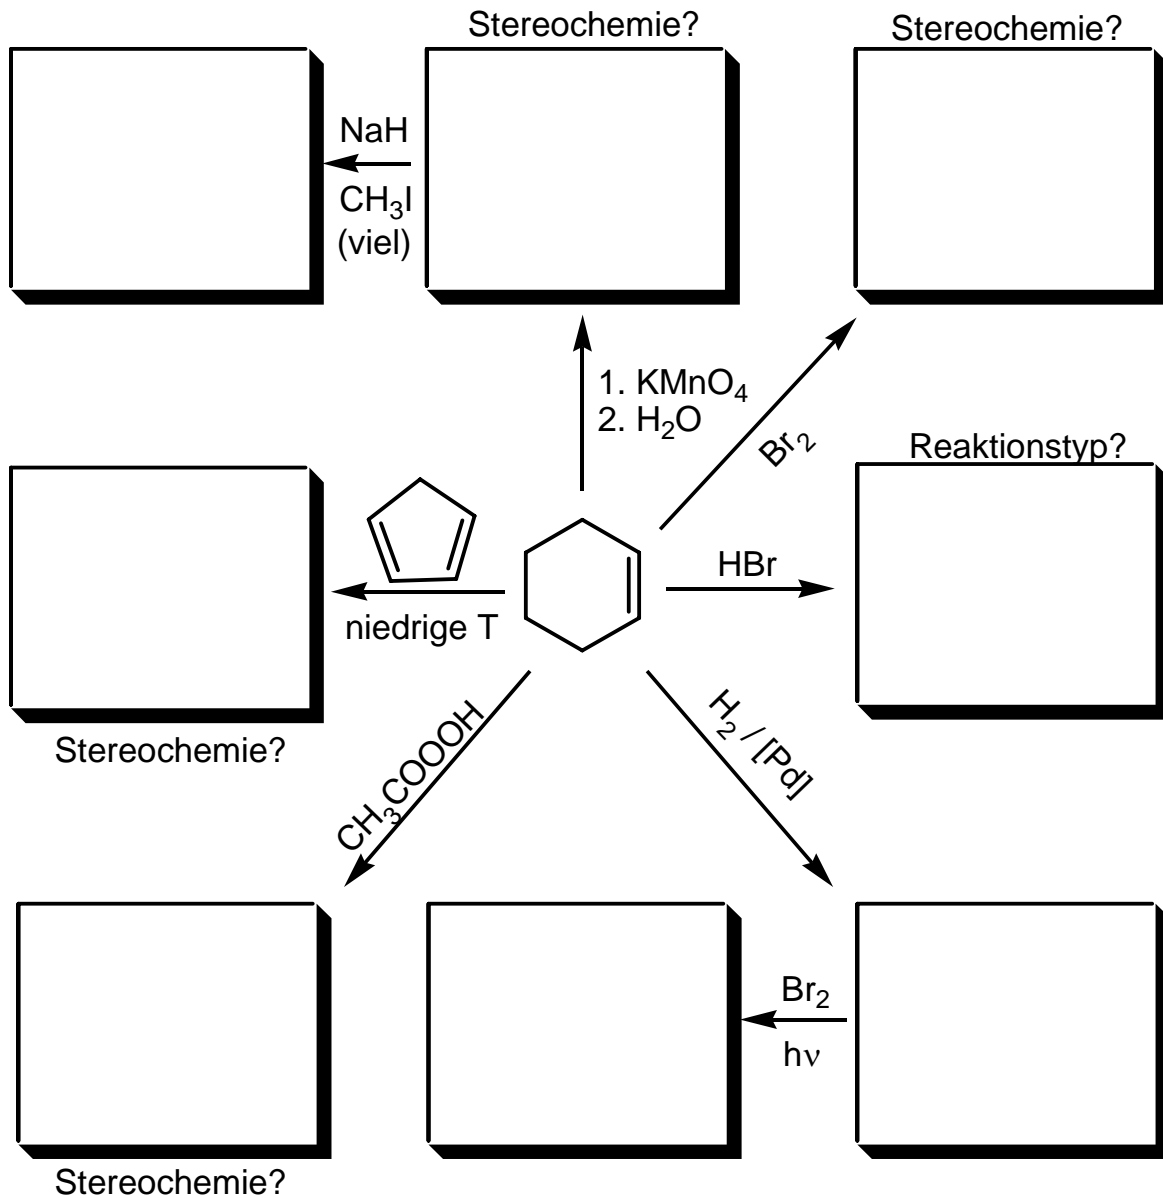 Stereochemie?
Stereochemie?
NaH
CH₃I
(viel)
1. KMnO₄
2. H₂O
Br₂
Reaktionstyp?
HBr
niedrige T
Stereochemie?
CH₃COOOH
H₂ / [Pd]
Br₂
hν
Stereochemie?